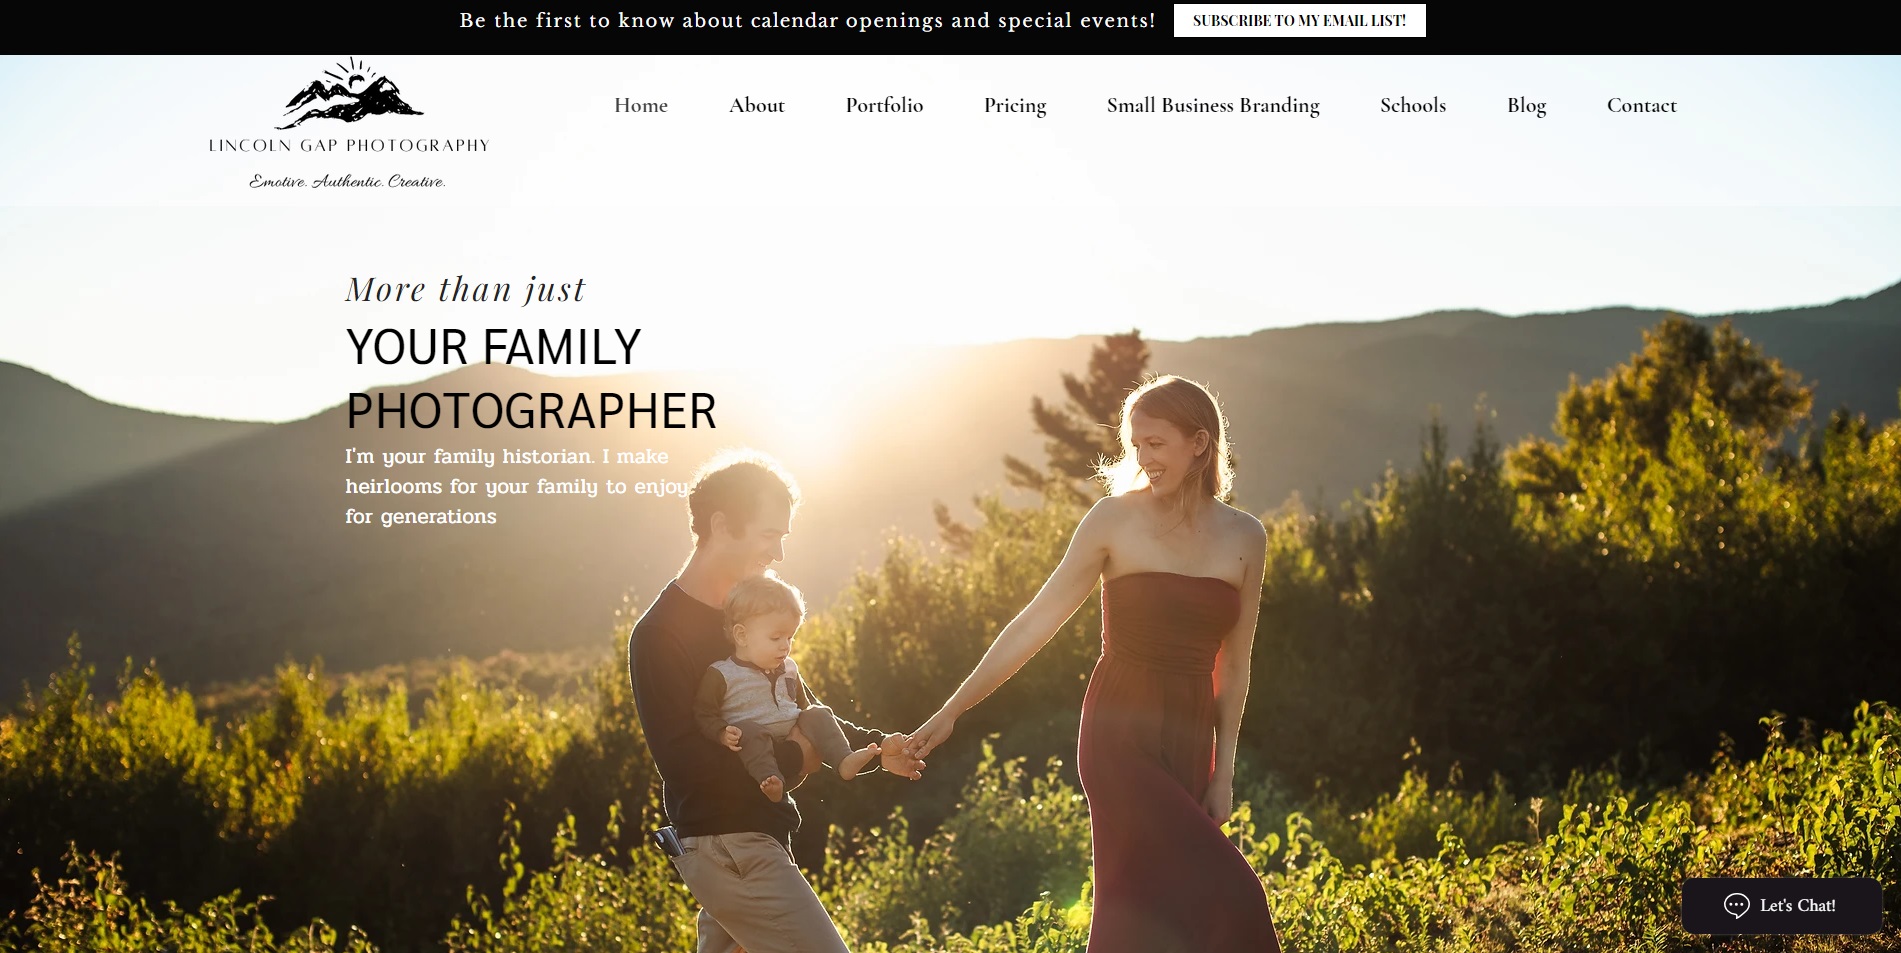 Be the first to know about calendar openings and special events!
SUBSCRIBE TO MY EMAIL LIST!
LINCOLN GAP PHOTOGRAPHY
Emotive. Authentic. Creative.
Home
About
Portfolio
Pricing
Small Business Branding
Schools
Blog
Contact
More than just
YOUR FAMILY
PHOTOGRAPHER
I'm your family historian. I make
heirlooms for your family to enjoy
for generations
Let's Chat!